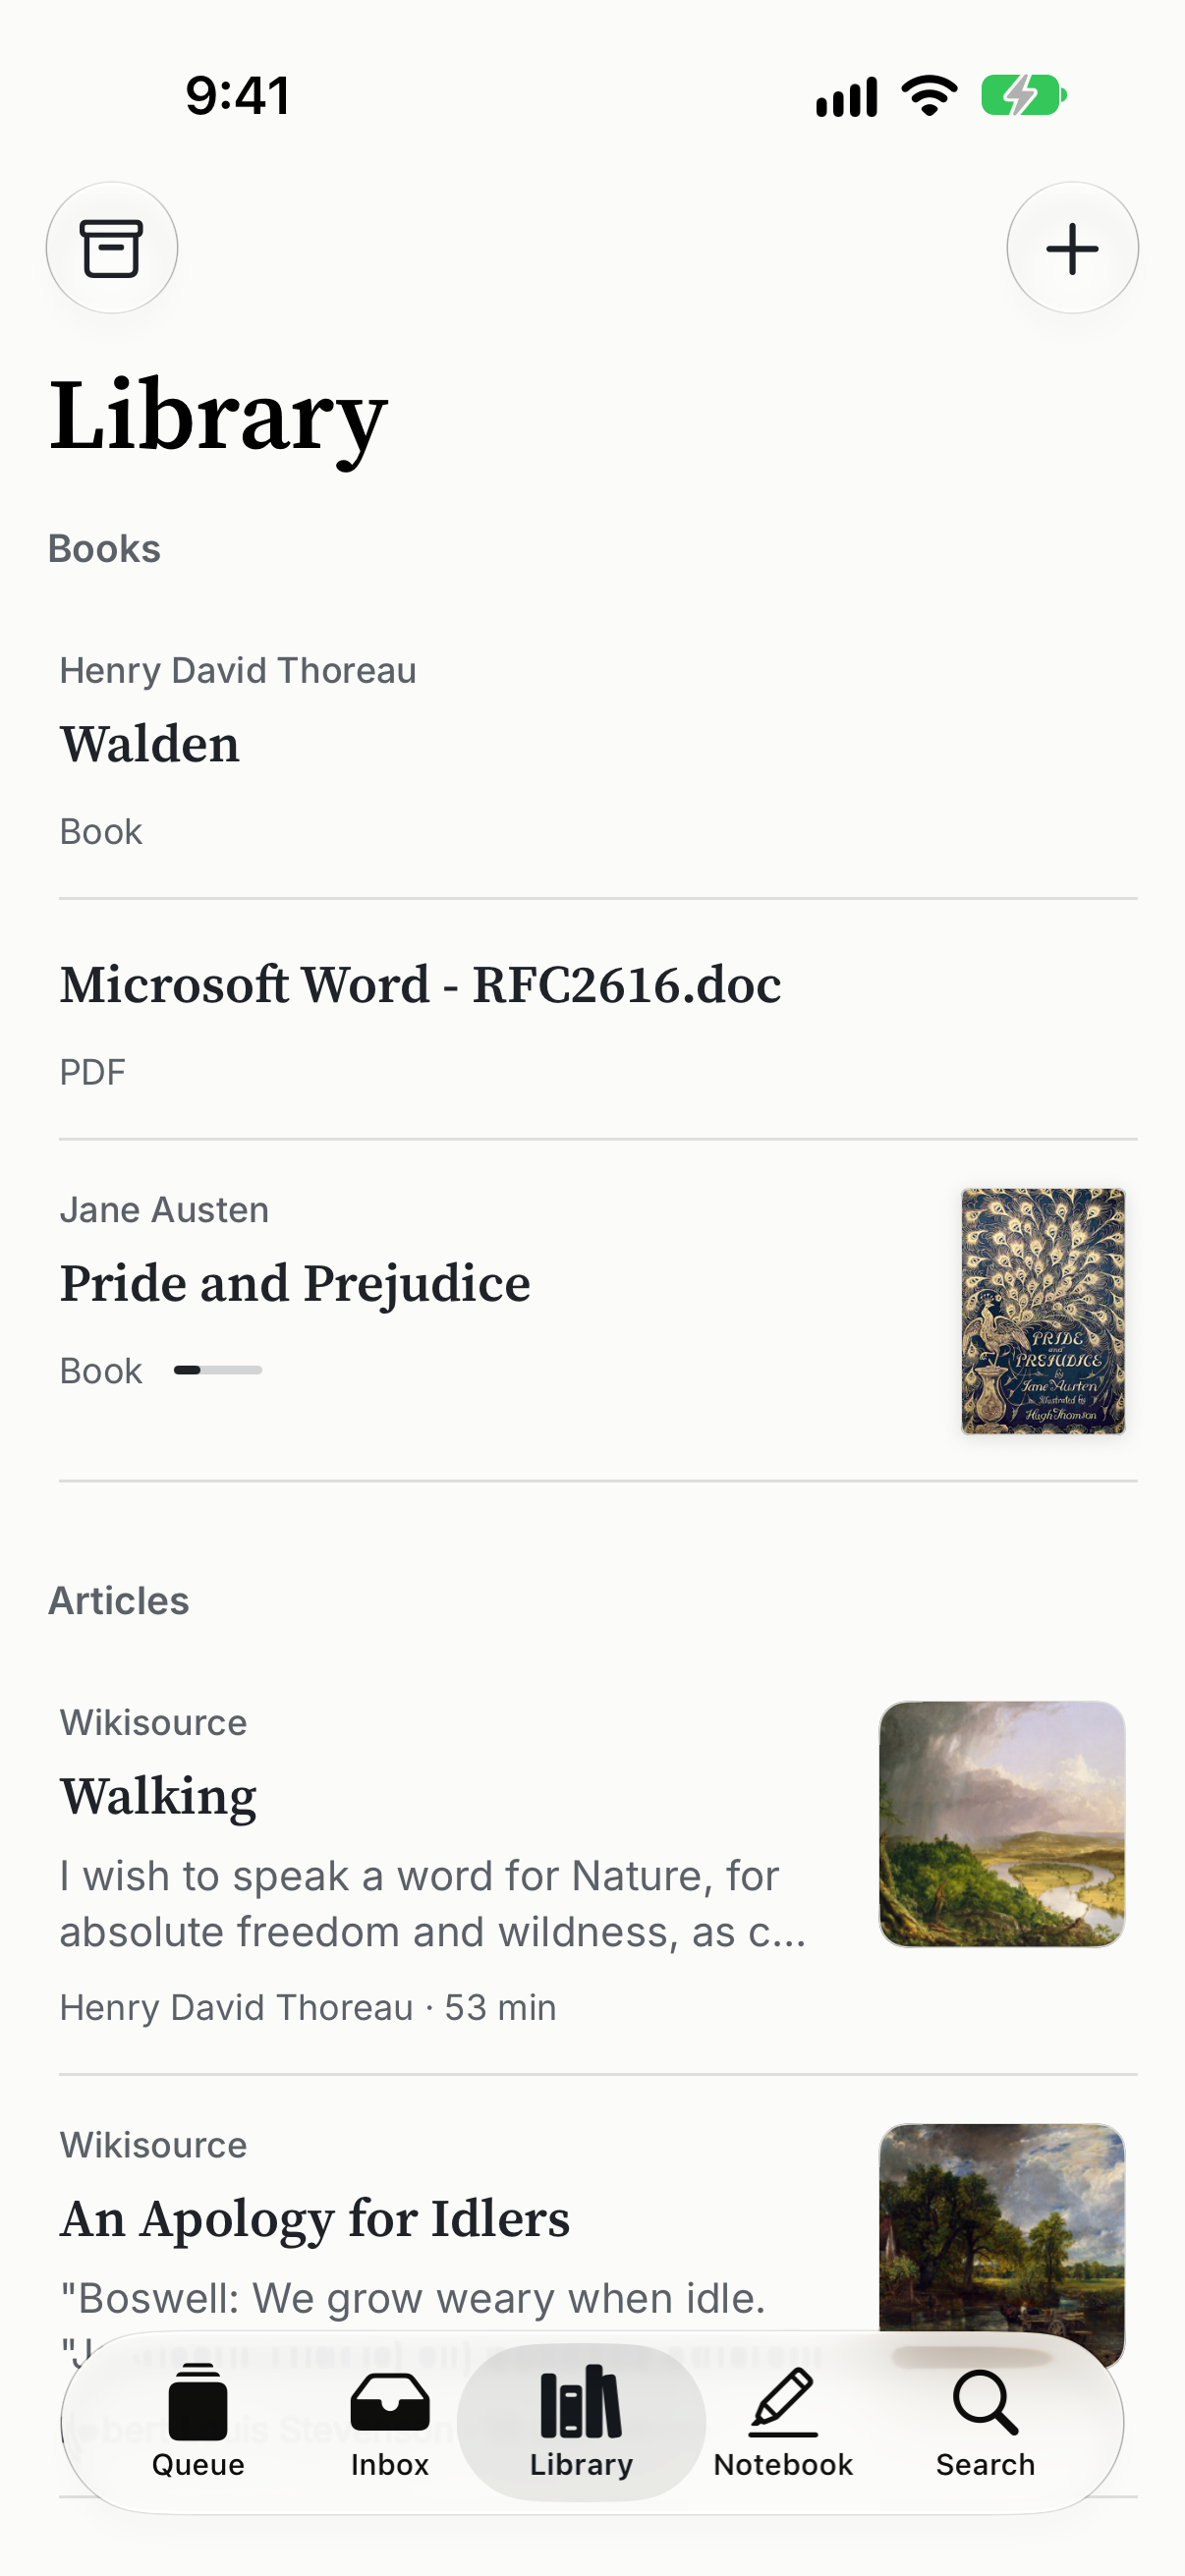 9:41
Library
Books
Henry David Thoreau
Walden
Book
Microsoft Word - RFC2616.doc
PDF
Jane Austen
Pride and Prejudice
Book
PRIDE
and
PREJUDICE
by
Jane Austen
Illustrated by
Hugh Thomson
Articles
Wikisource
Walking
I wish to speak a word for Nature, for
absolute freedom and wildness, as c...
Henry David Thoreau · 53 min
Wikisource
An Apology for Idlers
"Boswell: We grow weary when idle.
Queue
Inbox
Library
Notebook
Search